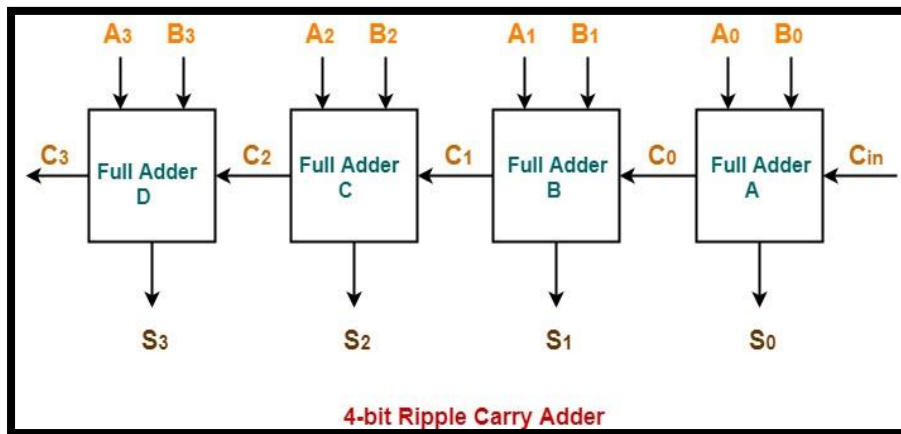 A3 B3 A2 B2 A1 B1 A0 B0
C3 Full Adder D C2 Full Adder C C1 Full Adder B C0 Full Adder A Cin
S3 S2 S1 S0
4-bit Ripple Carry Adder